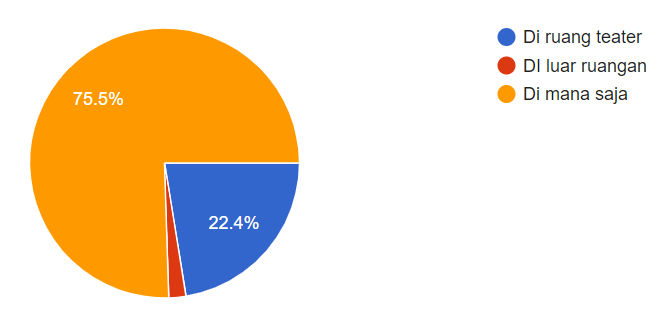 Di ruang teater
DI luar ruangan
Di mana saja
75.5%
22.4%